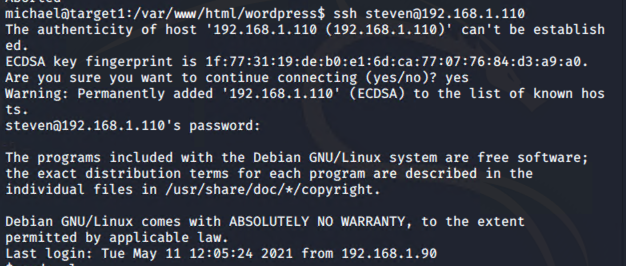 michael@target1:/var/www/html/wordpress$ ssh steven@192.168.1.110
The authenticity of host '192.168.1.110 (192.168.1.110)' can't be establish
ed.
ECDSA key fingerprint is 1f:77:31:19:de:b0:e1:6d:ca:77:07:76:84:d3:a9:a0.
Are you sure you want to continue connecting (yes/no)? yes
Warning: Permanently added '192.168.1.110' (ECDSA) to the list of known hos
ts.
steven@192.168.1.110's password:
The programs included with the Debian GNU/Linux system are free software;
the exact distribution terms for each program are described in the
individual files in /usr/share/doc/*/copyright.
Debian GNU/Linux comes with ABSOLUTELY NO WARRANTY, to the extent
permitted by applicable law.
Last login: Tue May 11 12:05:24 2021 from 192.168.1.90